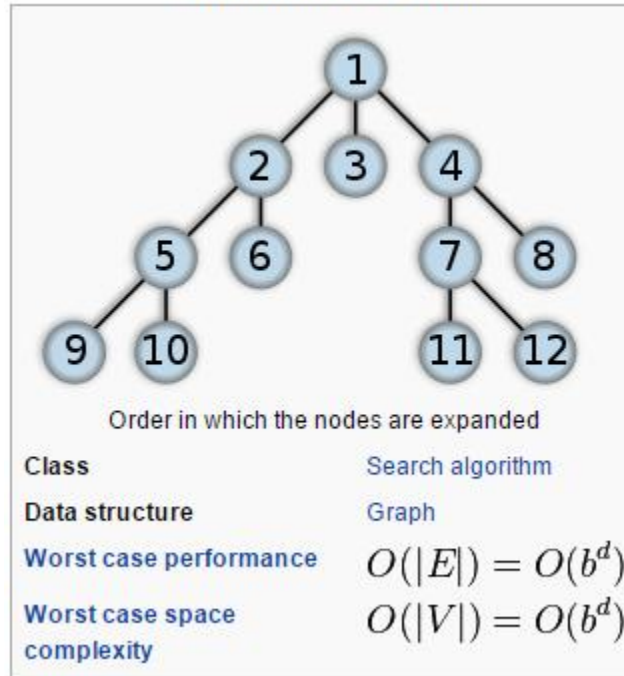 1
2 3 4
5 6 7 8
9 10 11 12
Order in which the nodes are expanded
Class Search algorithm
Data structure Graph
Worst case performance O(|E|) = O(b^d)
Worst case space O(|V|) = O(b^d)
complexity